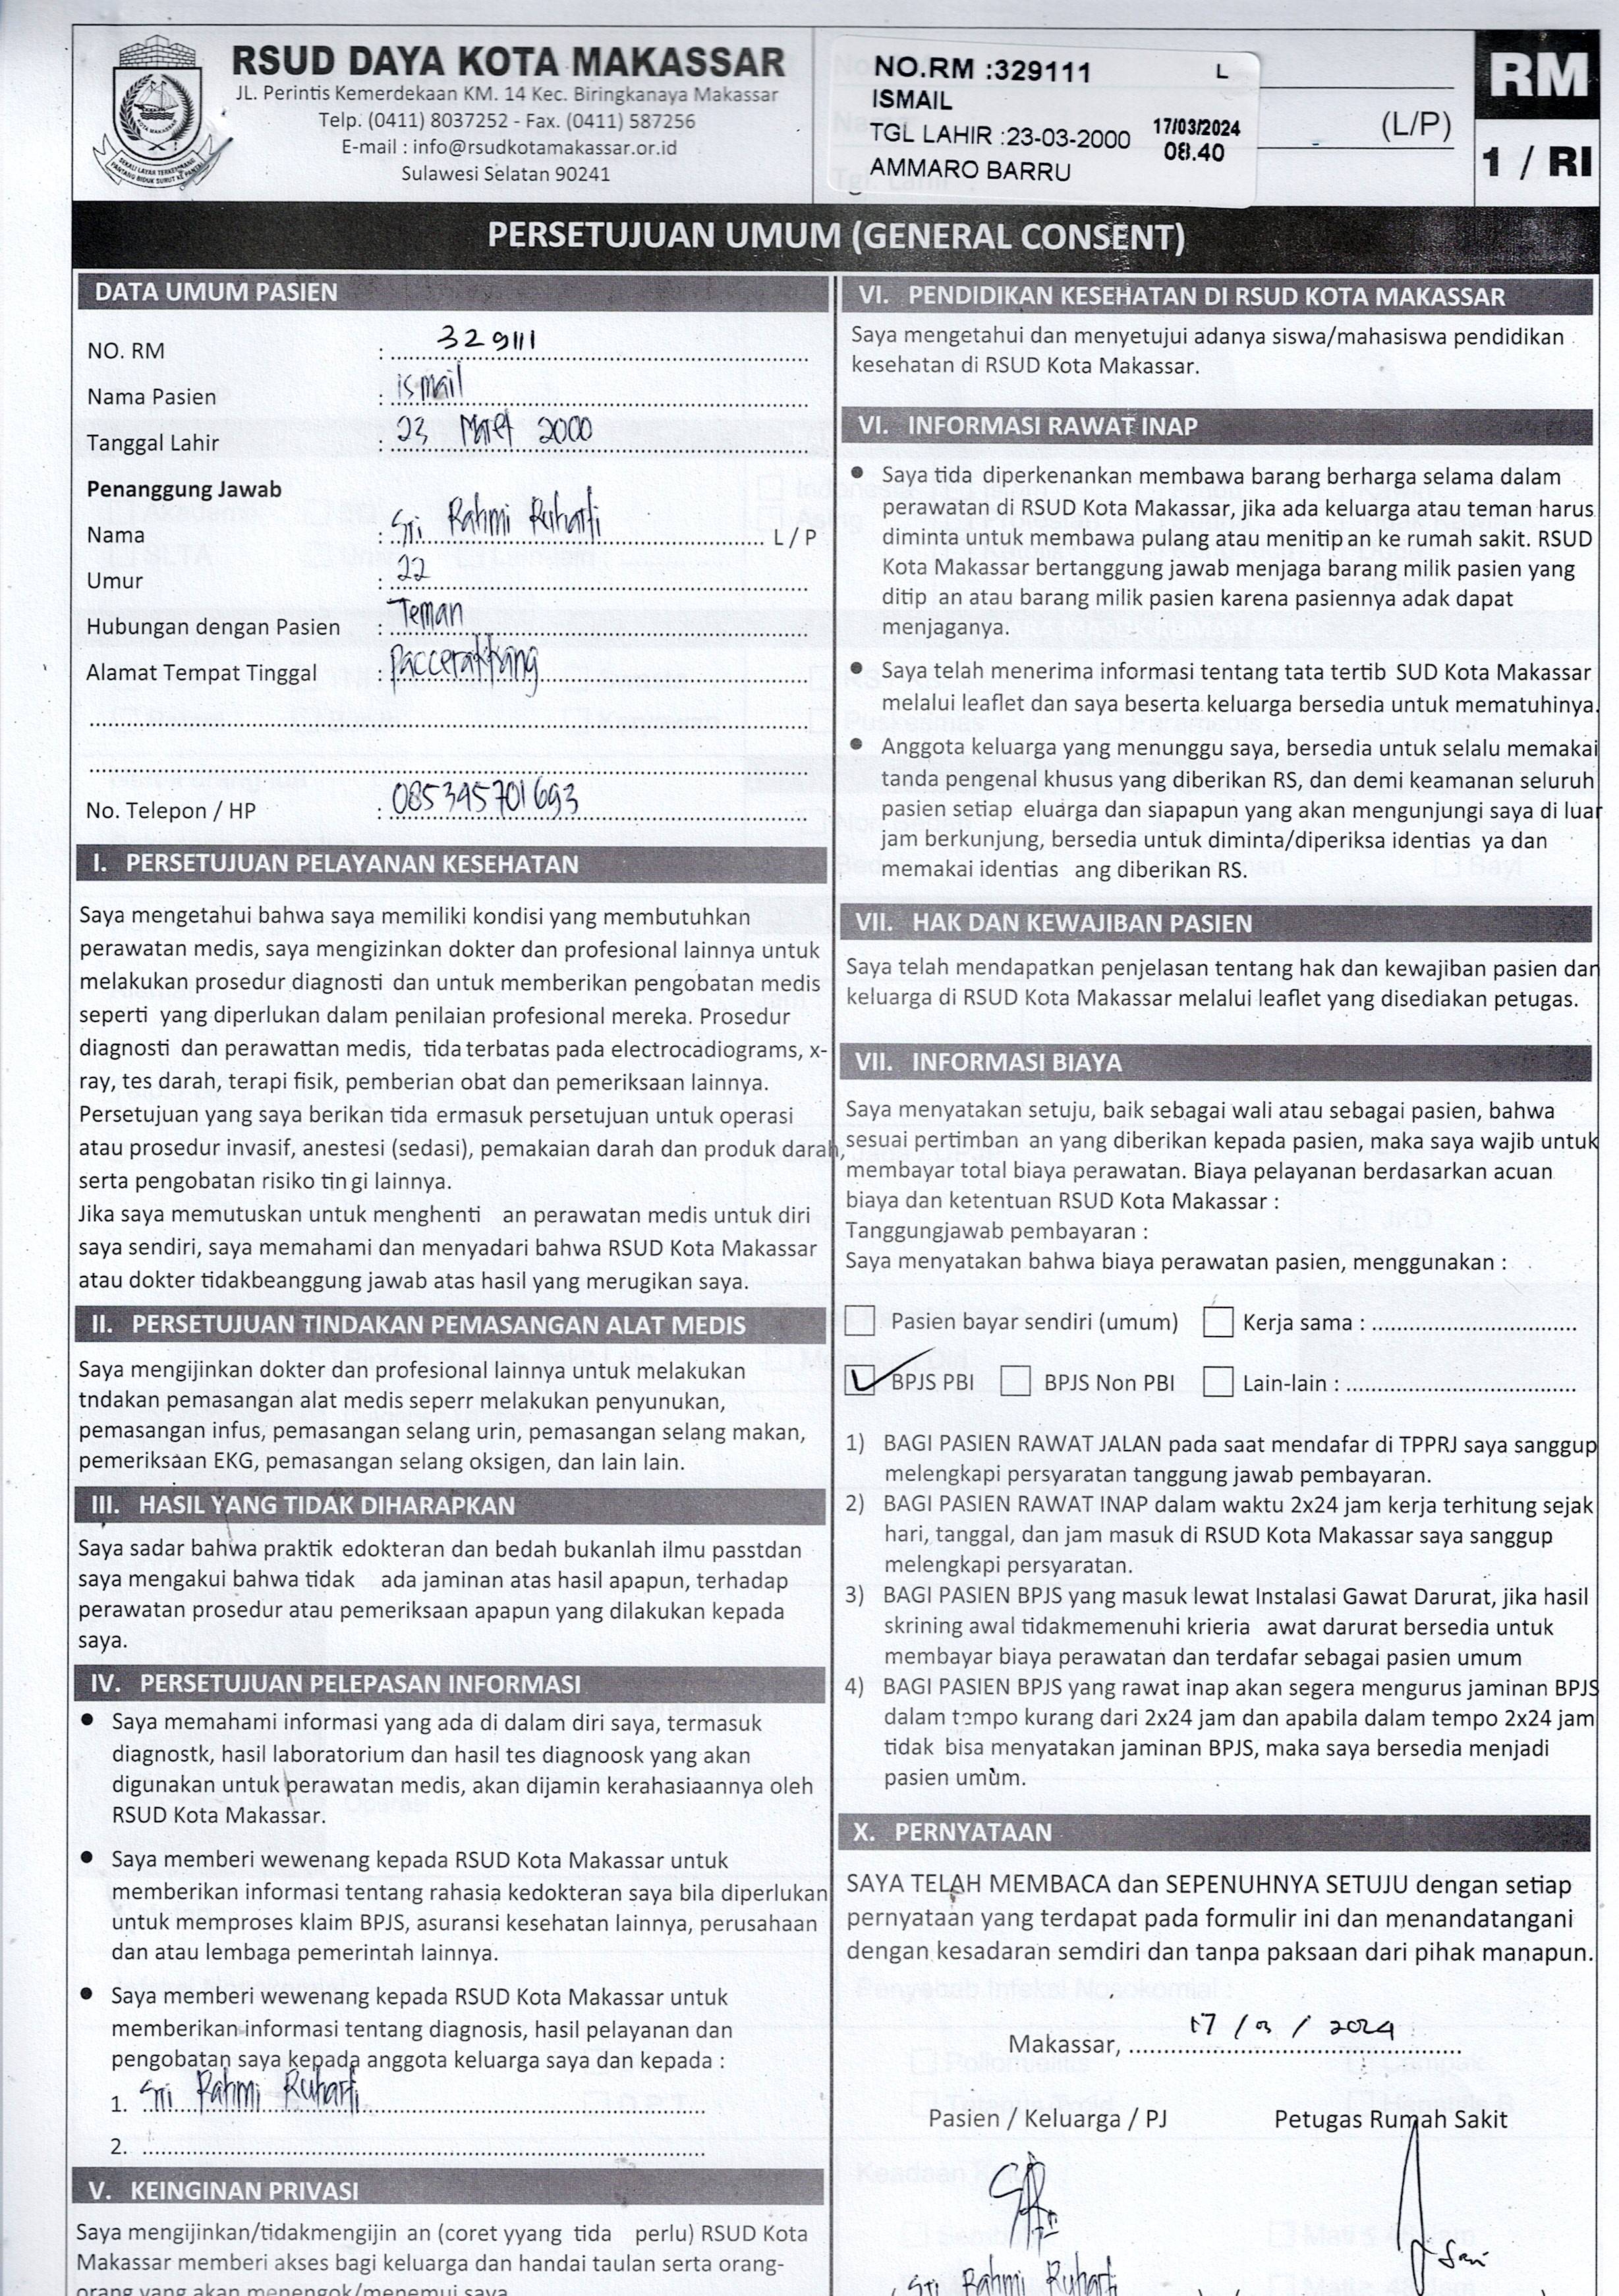 RSUD DAYA KOTA MAKASSAR
JL. Perintis Kemerdekaan KM. 14 Kec. Biringkanaya Makassar
Telp. (0411) 8037252 - Fax. (0411) 587256
E-mail : info@rsudkotamakassar.or.id
Sulawesi Selatan 90241
NO.RM :329111 L
ISMAIL
TGL LAHIR :23-03-2000 17/03/2024
08.40
AMMARO BARRU
(L/P)
RM
1 / RI
PERSETUJUAN UMUM (GENERAL CONSENT)
DATA UMUM PASIEN
NO. RM : 329111
Nama Pasien : ismail
Tanggal Lahir : 23 Maret 2000
Penanggung Jawab
Nama : Sri Rahmi Ruharti L / P
Umur : 22
Hubungan dengan Pasien : Teman
Alamat Tempat Tinggal : Paccerakkang
No. Telepon / HP : 085395701693
I. PERSETUJUAN PELAYANAN KESEHATAN
Saya mengetahui bahwa saya memiliki kondisi yang membutuhkan
perawatan medis, saya mengizinkan dokter dan profesional lainnya untuk
melakukan prosedur diagnosti dan untuk memberikan pengobatan medis
seperti yang diperlukan dalam penilaian profesional mereka. Prosedur
diagnosti dan perawattan medis, tida terbatas pada electrocadiograms, x-
ray, tes darah, terapi fisik, pemberian obat dan pemeriksaan lainnya.
Persetujuan yang saya berikan tida ermasuk persetujuan untuk operasi
atau prosedur invasif, anestesi (sedasi), pemakaian darah dan produk darah,
serta pengobatan risiko tin gi lainnya.
Jika saya memutuskan untuk menghenti an perawatan medis untuk diri
saya sendiri, saya memahami dan menyadari bahwa RSUD Kota Makassar
atau dokter tidakbeanggung jawab atas hasil yang merugikan saya.
II. PERSETUJUAN TINDAKAN PEMASANGAN ALAT MEDIS
Saya mengijinkan dokter dan profesional lainnya untuk melakukan
tndakan pemasangan alat medis seperr melakukan penyunukan,
pemasangan infus, pemasangan selang urin, pemasangan selang makan,
pemeriksaan EKG, pemasangan selang oksigen, dan lain lain.
III. HASIL YANG TIDAK DIHARAPKAN
Saya sadar bahwa praktik edokteran dan bedah bukanlah ilmu passtdan
saya mengakui bahwa tidak ada jaminan atas hasil apapun, terhadap
perawatan prosedur atau pemeriksaan apapun yang dilakukan kepada
saya.
IV. PERSETUJUAN PELEPASAN INFORMASI
● Saya memahami informasi yang ada di dalam diri saya, termasuk
diagnostk, hasil laboratorium dan hasil tes diagnoosk yang akan
digunakan untuk perawatan medis, akan dijamin kerahasiaannya oleh
RSUD Kota Makassar.
● Saya memberi wewenang kepada RSUD Kota Makassar untuk
memberikan informasi tentang rahasia kedokteran saya bila diperlukan
untuk memproses klaim BPJS, asuransi kesehatan lainnya, perusahaan
dan atau lembaga pemerintah lainnya.
● Saya memberi wewenang kepada RSUD Kota Makassar untuk
memberikan informasi tentang diagnosis, hasil pelayanan dan
pengobatan saya kepada anggota keluarga saya dan kepada :
1. Sri Rahmi Ruharti
2.
V. KEINGINAN PRIVASI
Saya mengijinkan/tidakmengijin an (coret yyang tida perlu) RSUD Kota
Makassar memberi akses bagi keluarga dan handai taulan serta orang-
orang yang akan menengok/menemui saya
VI. PENDIDIKAN KESEHATAN DI RSUD KOTA MAKASSAR
Saya mengetahui dan menyetujui adanya siswa/mahasiswa pendidikan
kesehatan di RSUD Kota Makassar.
VI. INFORMASI RAWAT INAP
● Saya tida diperkenankan membawa barang berharga selama dalam
perawatan di RSUD Kota Makassar, jika ada keluarga atau teman harus
diminta untuk membawa pulang atau menitip an ke rumah sakit. RSUD
Kota Makassar bertanggung jawab menjaga barang milik pasien yang
ditip an atau barang milik pasien karena pasiennya adak dapat
menjaganya.
● Saya telah menerima informasi tentang tata tertib SUD Kota Makassar
melalui leaflet dan saya beserta keluarga bersedia untuk mematuhinya.
● Anggota keluarga yang menunggu saya, bersedia untuk selalu memakai
tanda pengenal khusus yang diberikan RS, dan demi keamanan seluruh
pasien setiap eluarga dan siapapun yang akan mengunjungi saya di luar
jam berkunjung, bersedia untuk diminta/diperiksa identias ya dan
memakai identias ang diberikan RS.
VII. HAK DAN KEWAJIBAN PASIEN
Saya telah mendapatkan penjelasan tentang hak dan kewajiban pasien dan
keluarga di RSUD Kota Makassar melalui leaflet yang disediakan petugas.
VII. INFORMASI BIAYA
Saya menyatakan setuju, baik sebagai wali atau sebagai pasien, bahwa
sesuai pertimban an yang diberikan kepada pasien, maka saya wajib untuk
membayar total biaya perawatan. Biaya pelayanan berdasarkan acuan
biaya dan ketentuan RSUD Kota Makassar :
Tanggungjawab pembayaran :
Saya menyatakan bahwa biaya perawatan pasien, menggunakan :
☐ Pasien bayar sendiri (umum) ☐ Kerja sama :
☑ BPJS PBI ☐ BPJS Non PBI ☐ Lain-lain :
1) BAGI PASIEN RAWAT JALAN pada saat mendafar di TPPRJ saya sanggup
melengkapi persyaratan tanggung jawab pembayaran.
2) BAGI PASIEN RAWAT INAP dalam waktu 2x24 jam kerja terhitung sejak
hari, tanggal, dan jam masuk di RSUD Kota Makassar saya sanggup
melengkapi persyaratan.
3) BAGI PASIEN BPJS yang masuk lewat Instalasi Gawat Darurat, jika hasil
skrining awal tidakmemenuhi krieria awat darurat bersedia untuk
membayar biaya perawatan dan terdafar sebagai pasien umum
4) BAGI PASIEN BPJS yang rawat inap akan segera mengurus jaminan BPJS
dalam tempo kurang dari 2x24 jam dan apabila dalam tempo 2x24 jam
tidak bisa menyatakan jaminan BPJS, maka saya bersedia menjadi
pasien umum.
X. PERNYATAAN
SAYA TELAH MEMBACA dan SEPENUHNYA SETUJU dengan setiap
pernyataan yang terdapat pada formulir ini dan menandatangani
dengan kesadaran semdiri dan tanpa paksaan dari pihak manapun.
Makassar, 17 / 03 / 2024
Pasien / Keluarga / PJ Petugas Rumah Sakit
Sri Rahmi Ruharti Sari